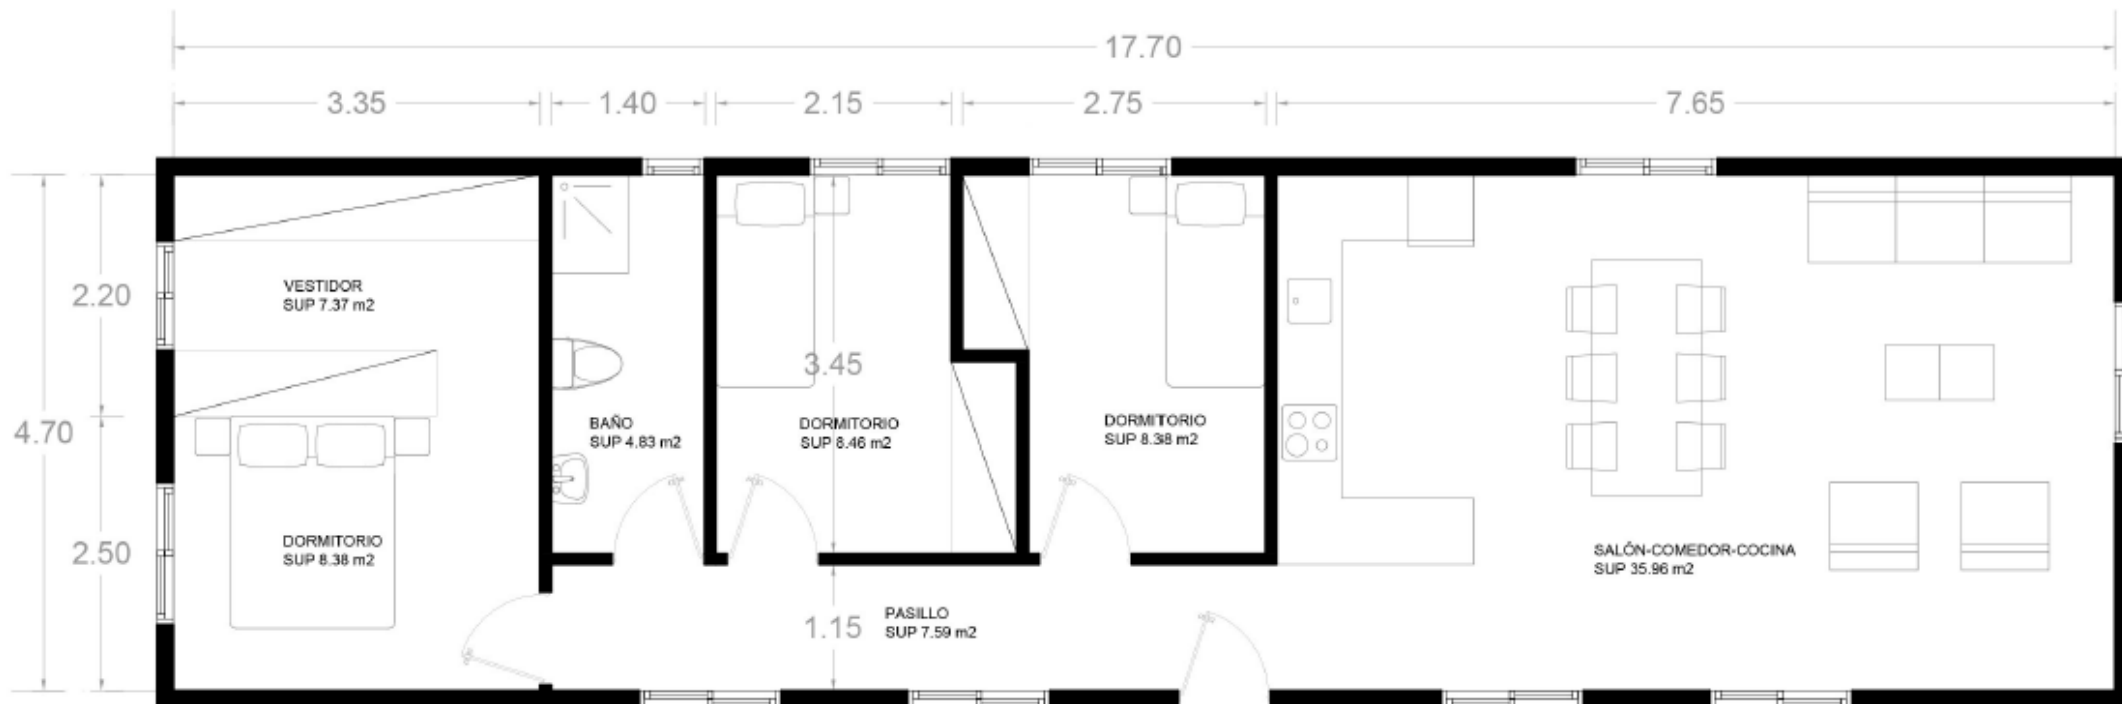 17.70
3.35
1.40
2.15
2.75
7.65
2.20
4.70
2.50
3.45
1.15
VESTIDOR
SUP 7.37 m2
BAÑO
SUP 4.83 m2
DORMITORIO
SUP 8.46 m2
DORMITORIO
SUP 8.38 m2
DORMITORIO
SUP 8.38 m2
SALÓN-COMEDOR-COCINA
SUP 35.96 m2
PASILLO
SUP 7.59 m2